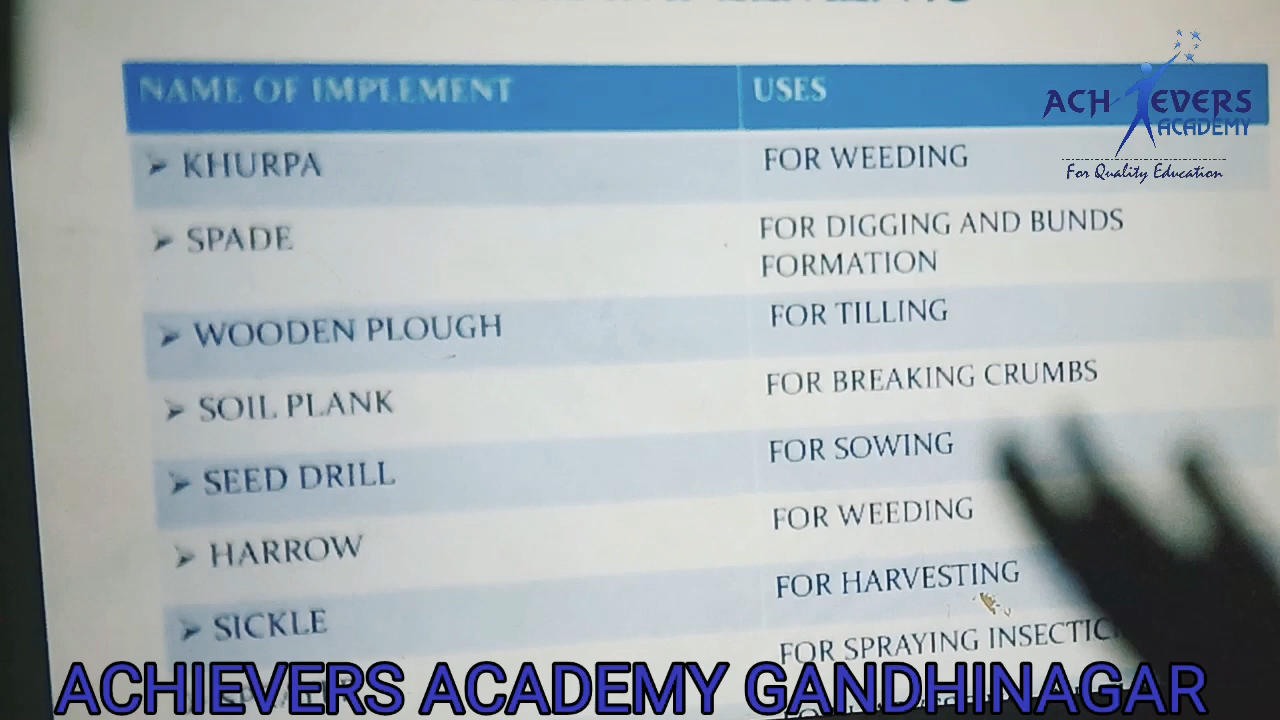 NAME OF IMPLEMENT USES
ACHIEVERS
ACADEMY
For Quality Education
➢ KHURPA FOR WEEDING
➢ SPADE FOR DIGGING AND BUNDS
FORMATION
➢ WOODEN PLOUGH FOR TILLING
➢ SOIL PLANK FOR BREAKING CRUMBS
➢ SEED DRILL FOR SOWING
➢ HARROW FOR WEEDING
➢ SICKLE FOR HARVESTING
FOR SPRAYING
ACHIEVERS ACADEMY GANDHINAGAR